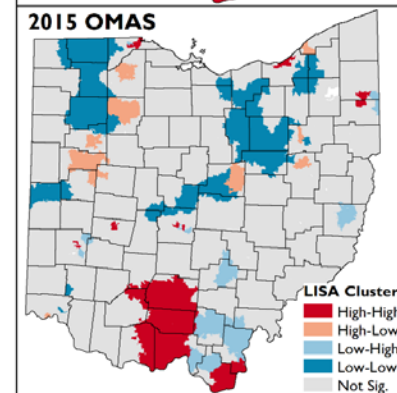 2015 OMAS
LISA Cluster
High-High
High-Low
Low-High
Low-Low
Not Sig.